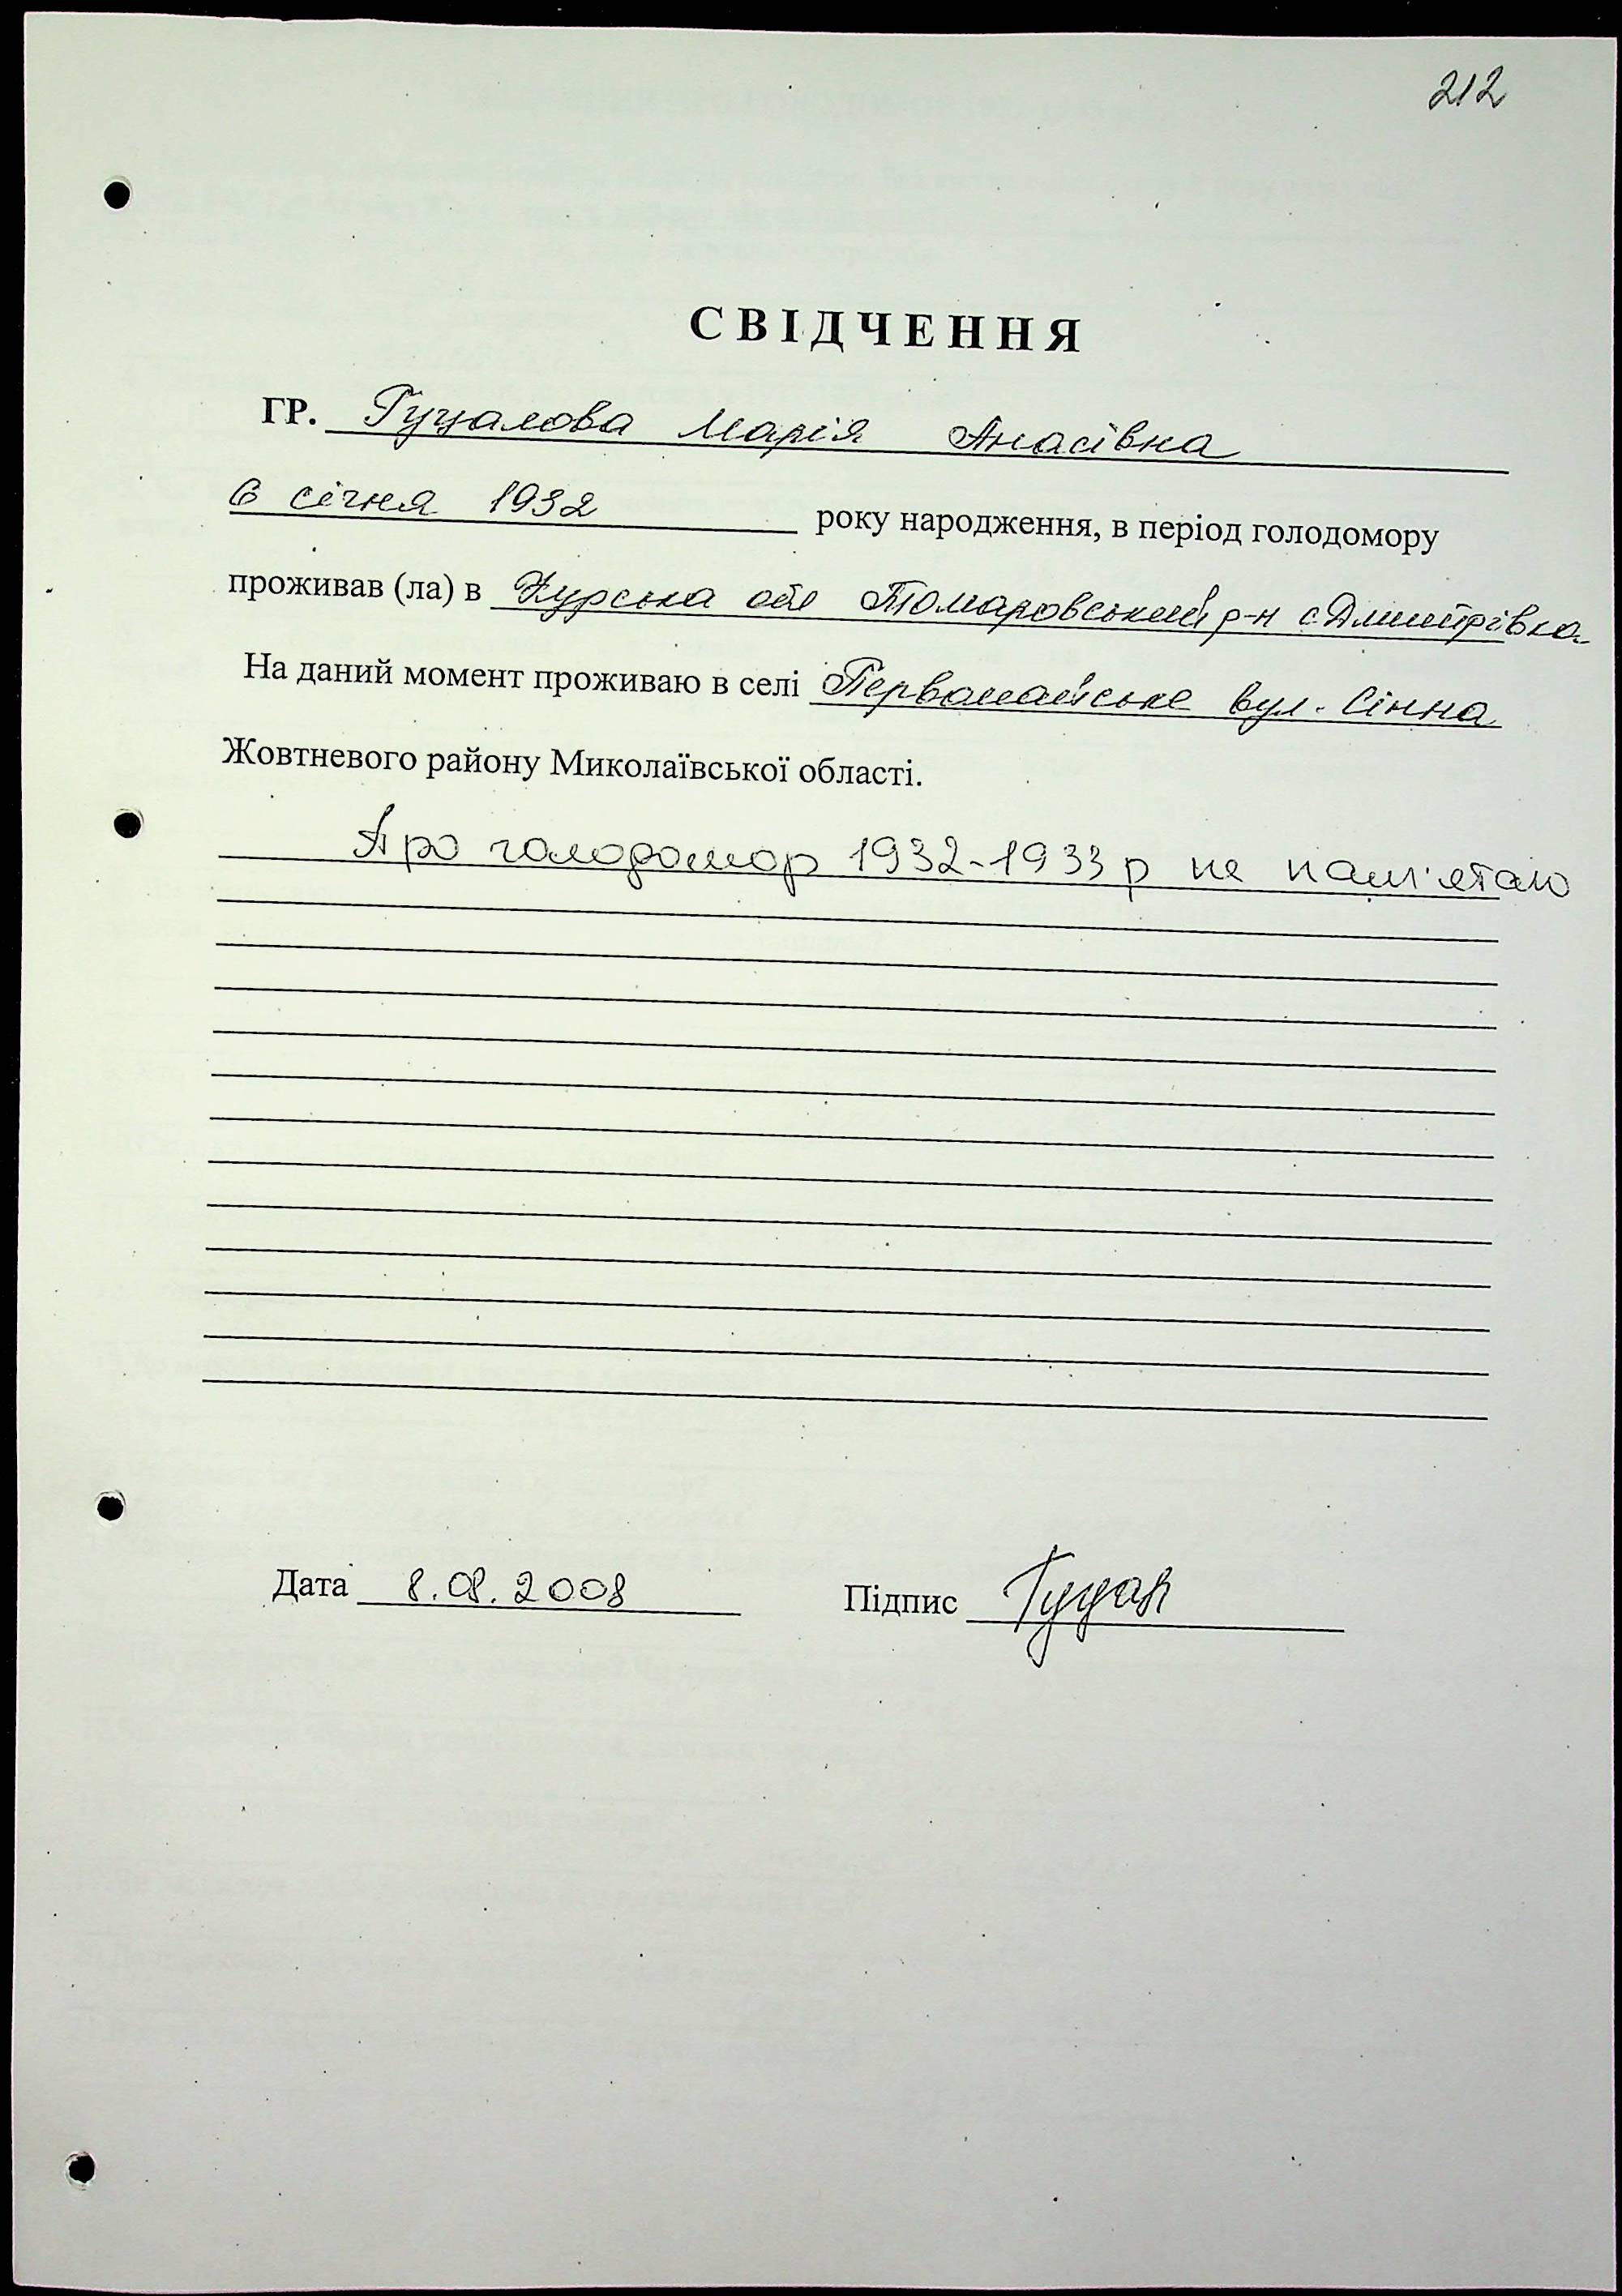 212
СВІДЧЕННЯ
ГР. Гуцалова Марія Анасівна
6 січня 1932 року народження, в період голодомору
проживав (ла) в Курська обл Томаровський р-н с. Дмитрівка
На даний момент проживаю в селі Первомайське вул. Сінна
Жовтневого району Миколаївської області.
Про голодомор 1932-1933 р не пам'ятаю
Дата 8.08.2008 Підпис Гуцал